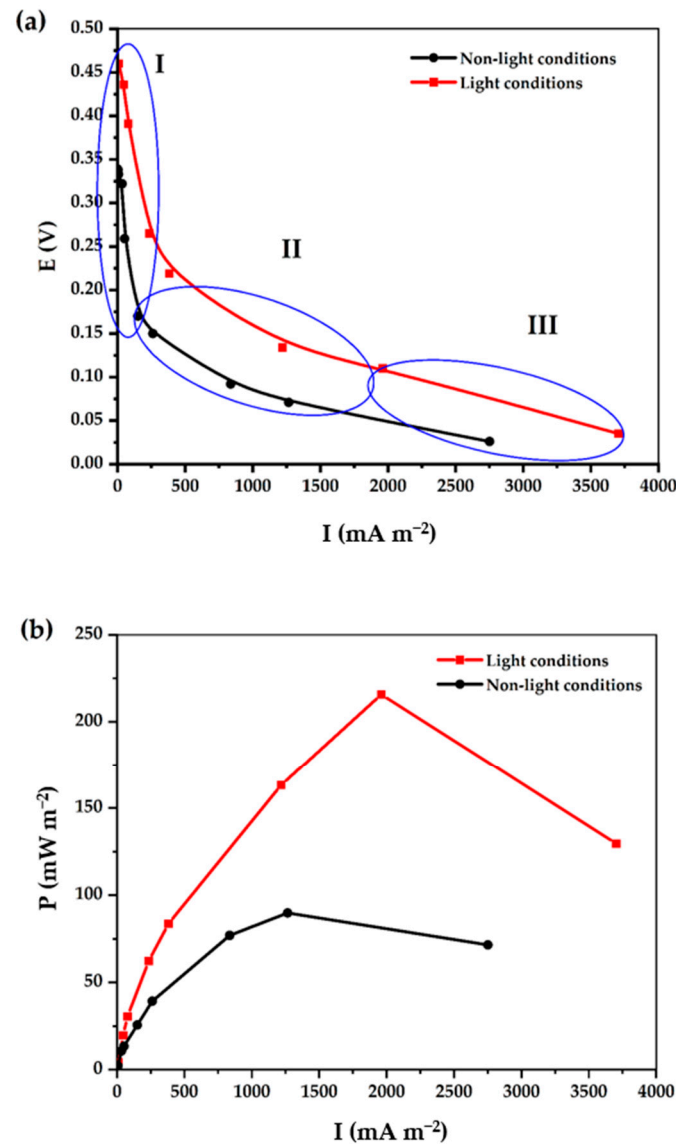 (a)
0.50
0.45
0.40
0.35
0.30
0.25
0.20
0.15
0.10
0.05
0.00
E (V)
I
II
III
Non-light conditions
Light conditions
0 500 1000 1500 2000 2500 3000 3500 4000
I (mA m⁻²)
(b)
250
200
150
100
50
0
P (mW m⁻²)
Light conditions
Non-light conditions
0 500 1000 1500 2000 2500 3000 3500 4000
I (mA m⁻²)